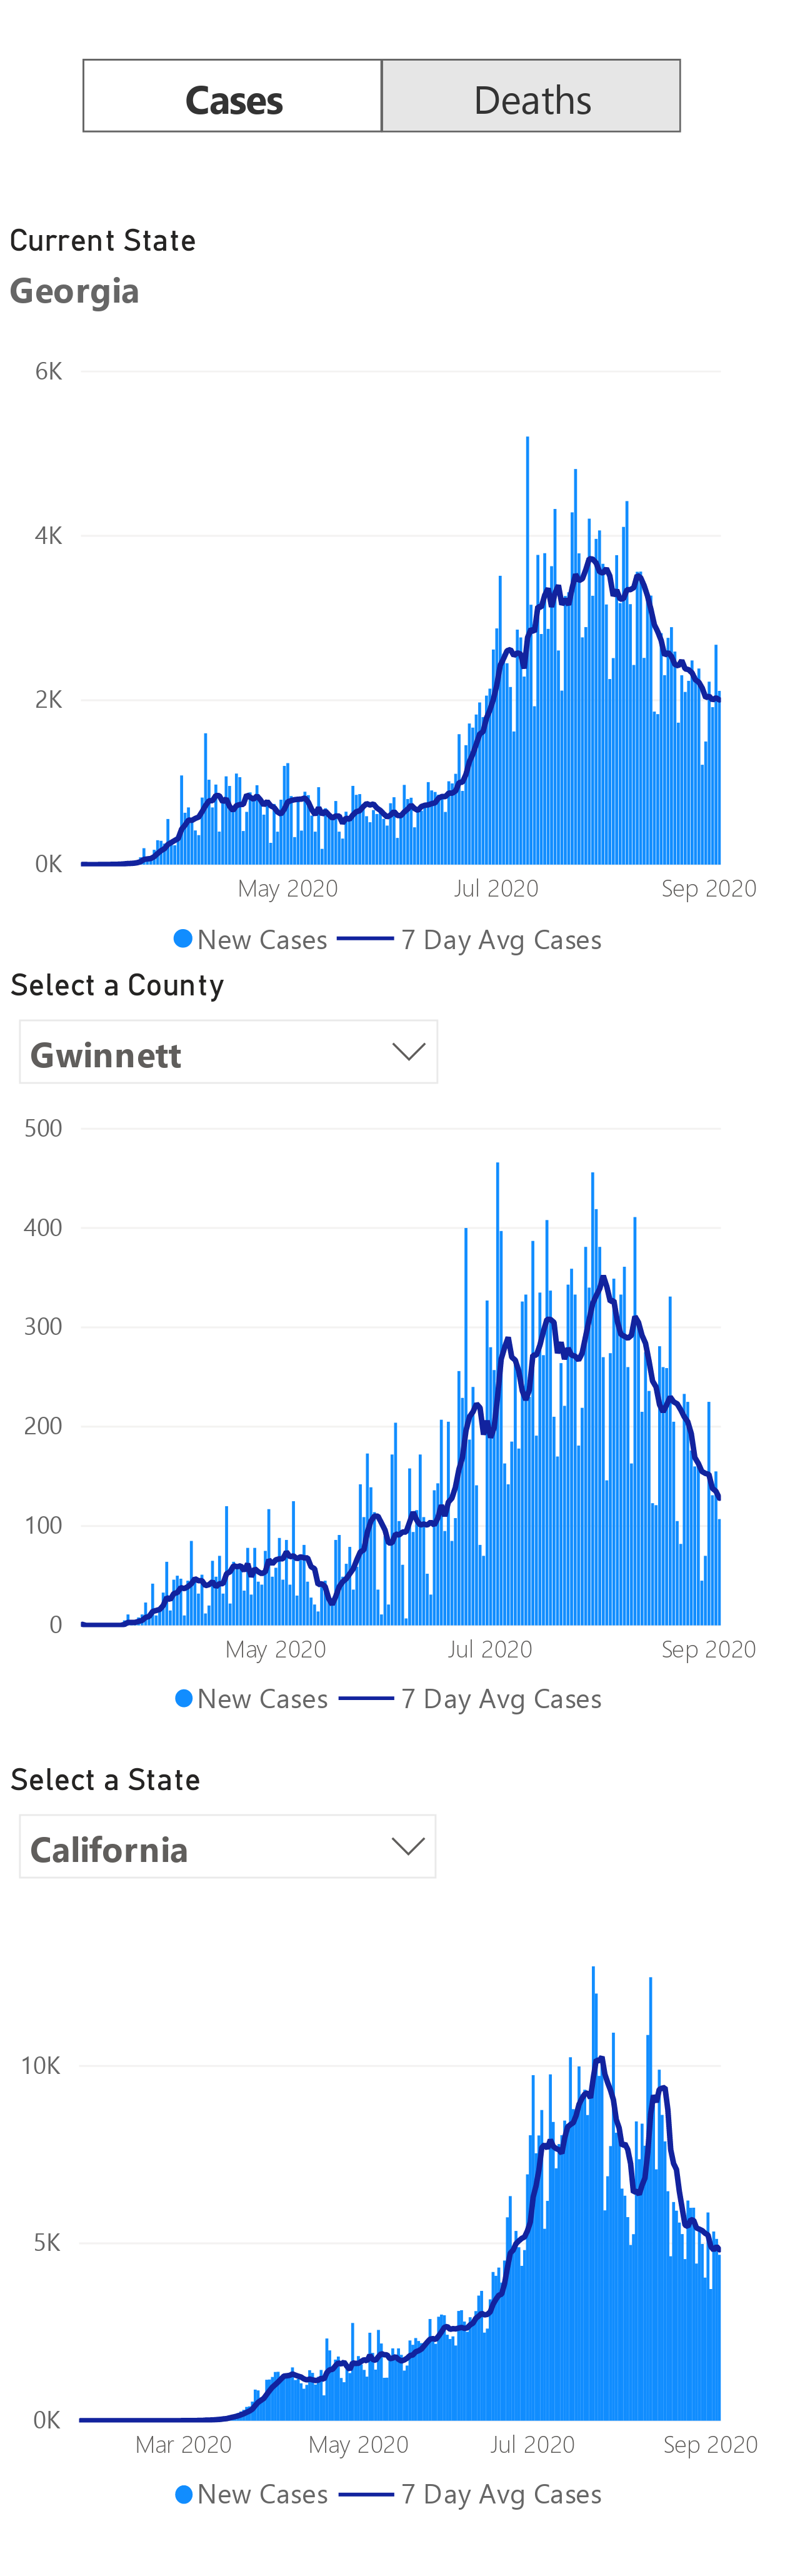 Cases Deaths
Current State
Georgia
6K
4K
2K
0K
May 2020 Jul 2020 Sep 2020
New Cases 7 Day Avg Cases
Select a County
Gwinnett
500
400
300
200
100
0
May 2020 Jul 2020 Sep 2020
New Cases 7 Day Avg Cases
Select a State
California
10K
5K
0K
Mar 2020 May 2020 Jul 2020 Sep 2020
New Cases 7 Day Avg Cases